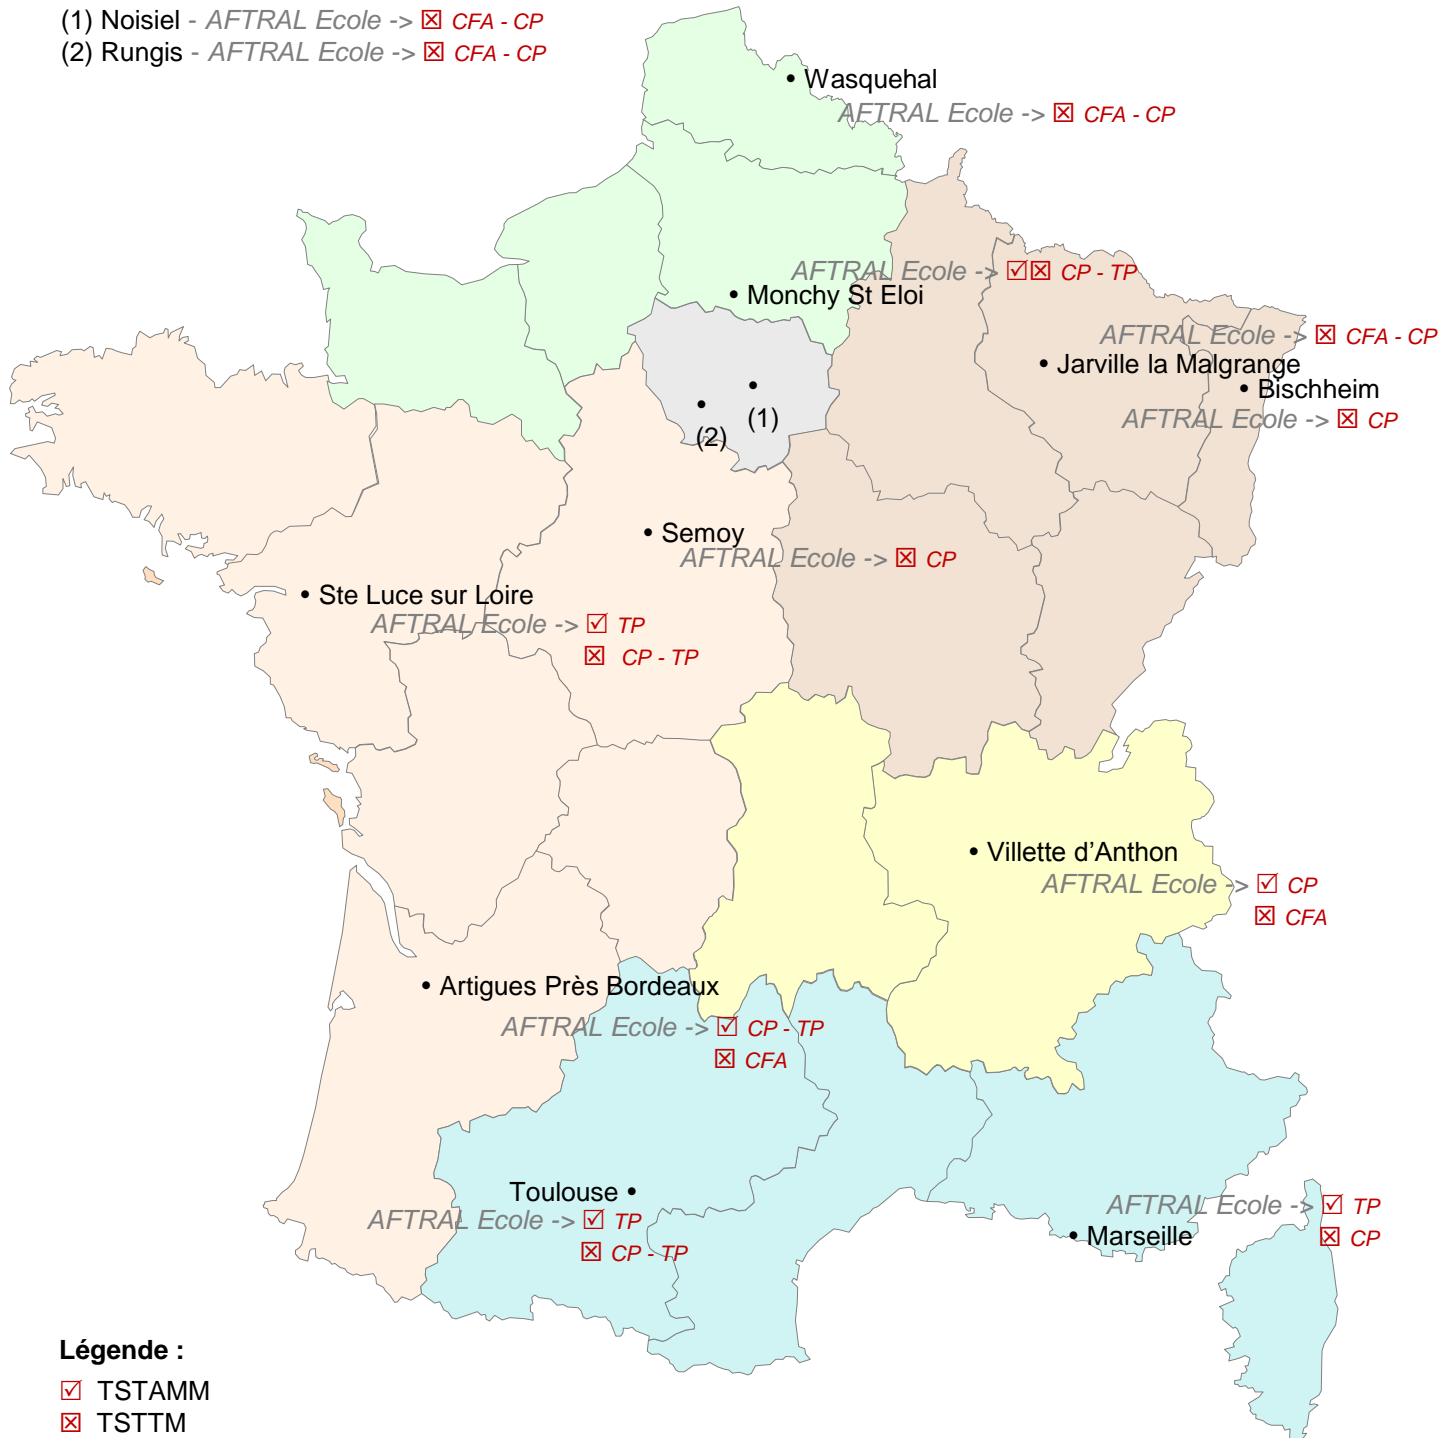 (1) Noisiel - AFTRAL Ecole -> ☒ CFA - CP
(2) Rungis - AFTRAL Ecole -> ☒ CFA - CP
• Wasquehal
AFTRAL Ecole -> ☒ CFA - CP
AFTRAL Ecole -> ☑☒ CP - TP
• Monchy St Eloi
AFTRAL Ecole -> ☒ CFA - CP
• Jarville la Malgrange
• Bischheim
AFTRAL Ecole -> ☒ CP
(1)
(2)
• Semoy
AFTRAL Ecole -> ☒ CP
• Ste Luce sur Loire
AFTRAL Ecole -> ☑ TP
☒ CP - TP
• Villette d’Anthon
AFTRAL Ecole -> ☑ CP
☒ CFA
• Artigues Près Bordeaux
AFTRAL Ecole -> ☑ CP - TP
☒ CFA
Toulouse •
AFTRAL Ecole -> ☑ TP
☒ CP - TP
AFTRAL Ecole -> ☑ TP
• Marseille
☒ CP
Légende :
☑ TSTAMM
☒ TSTTM